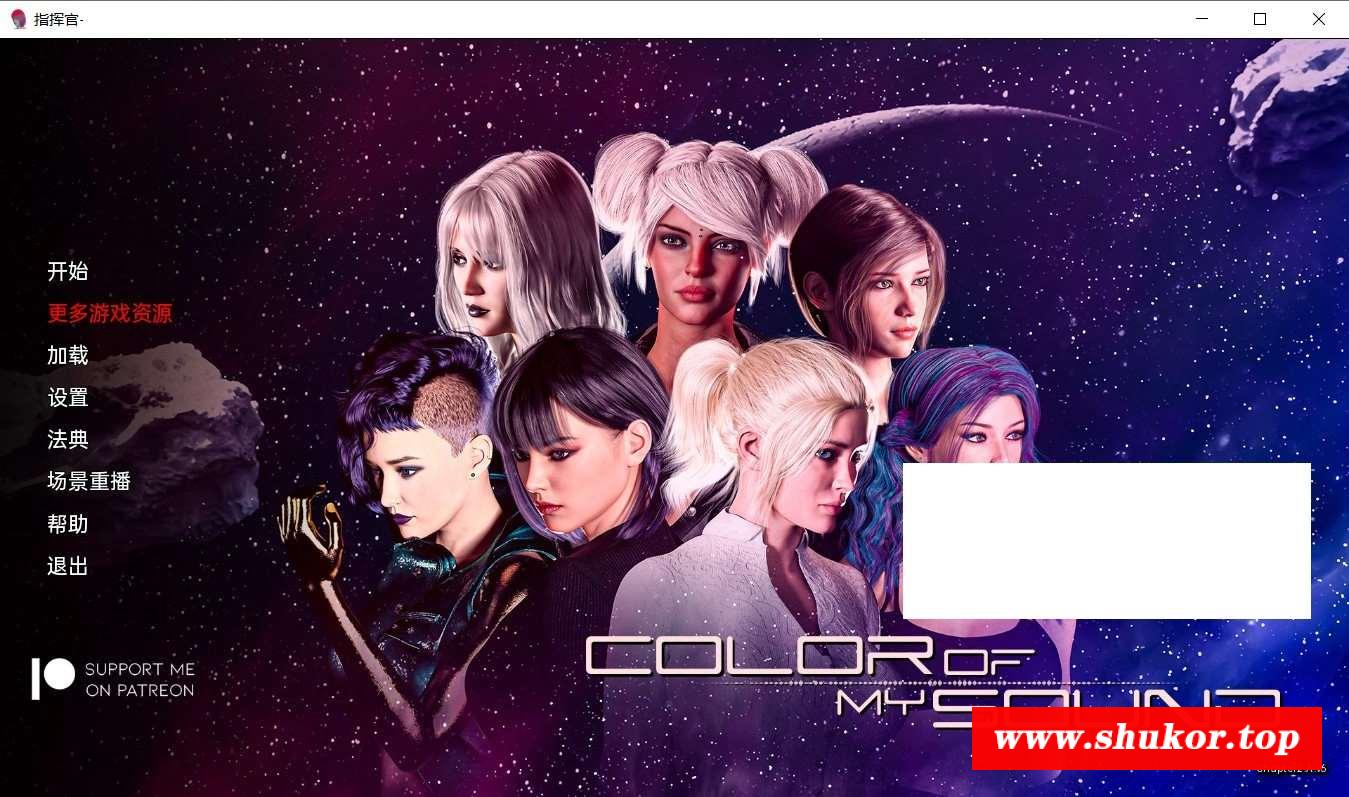 指挥官-
开始
更多游戏资源
加载
设置
法典
场景重播
帮助
退出
SUPPORT ME
ON PATREON
COLOR OF
MY SOUND
www.shukor.top